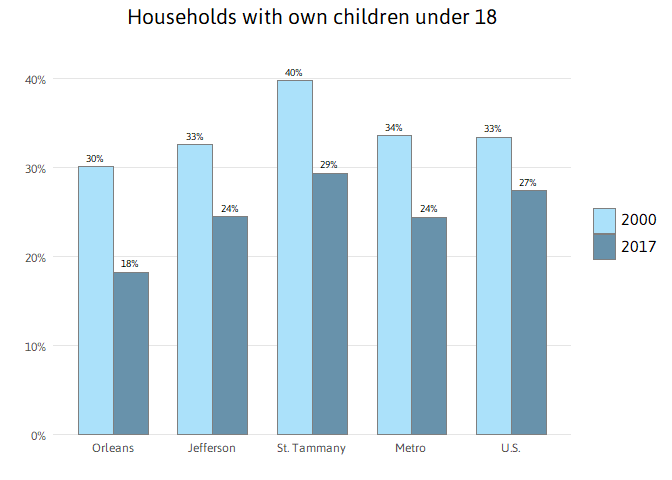 Households with own children under 18
40%
30%
20%
10%
0%
30%
18%
33%
24%
40%
29%
34%
24%
33%
27%
Orleans
Jefferson
St. Tammany
Metro
U.S.
2000
2017